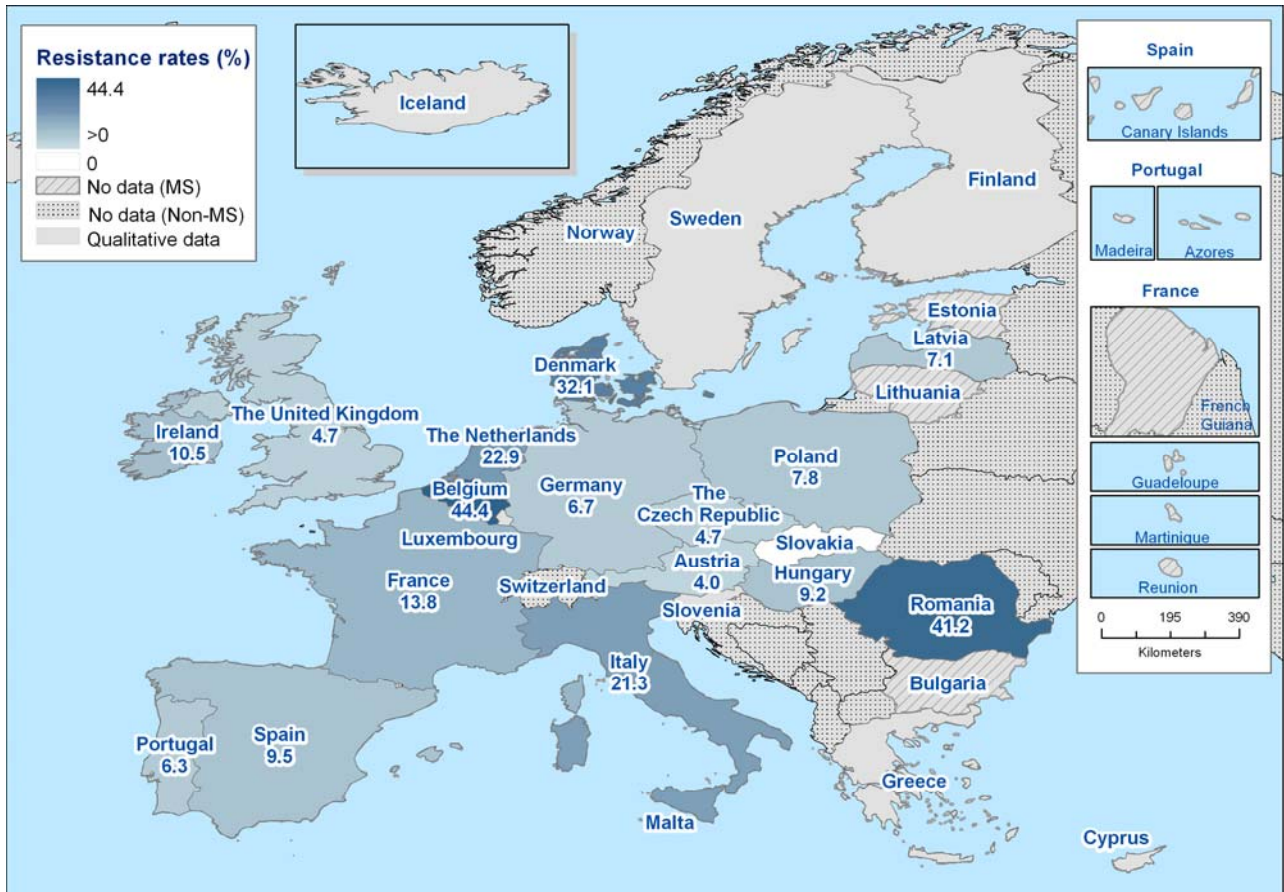 Resistance rates (%)
44.4
>0
0
No data (MS)
No data (Non-MS)
Qualitative data
Iceland
Spain
Canary Islands
Portugal
Madeira
Azores
France
French
Guiana
Guadeloupe
Martinique
Reunion
0 195 390
Kilometers
Finland
Sweden
Norway
Estonia
Latvia
7.1
Lithuania
Denmark
32.1
The United Kingdom
4.7
Ireland
10.5
The Netherlands
22.9
Belgium
44.4
Luxembourg
Germany
6.7
Poland
7.8
The
Czech Republic
4.7
Slovakia
Austria
4.0
Hungary
9.2
France
13.8
Switzerland
Slovenia
Romania
41.2
Italy
21.3
Bulgaria
Portugal
6.3
Spain
9.5
Greece
Malta
Cyprus